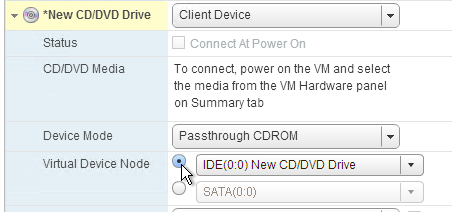 *New CD/DVD Drive Client Device
Status Connect At Power On
CD/DVD Media To connect, power on the VM and select
the media from the VM Hardware panel
on Summary tab
Device Mode Passthrough CDROM
Virtual Device Node IDE(0:0) New CD/DVD Drive
SATA(0:0)